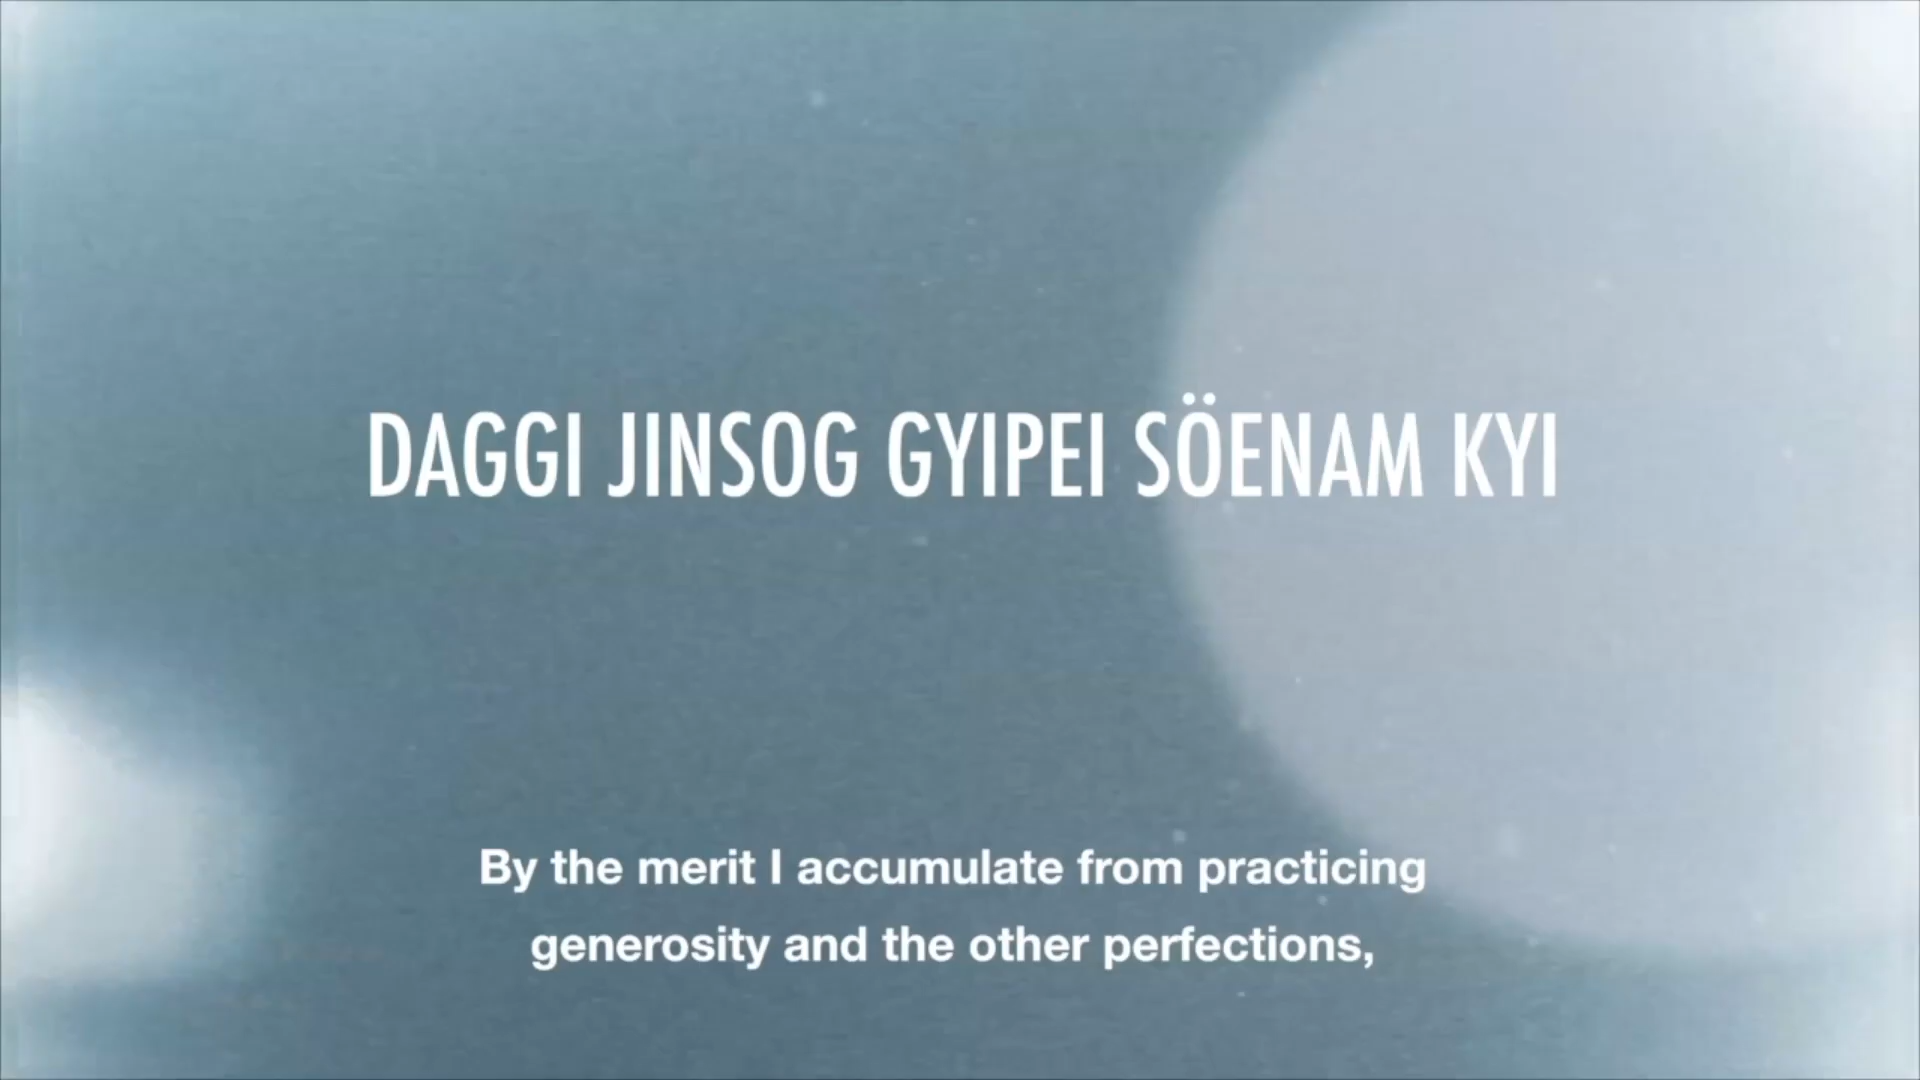 DAGGI JINSOG GYIPEI SÖENAM KYI
By the merit I accumulate from practicing
generosity and the other perfections,